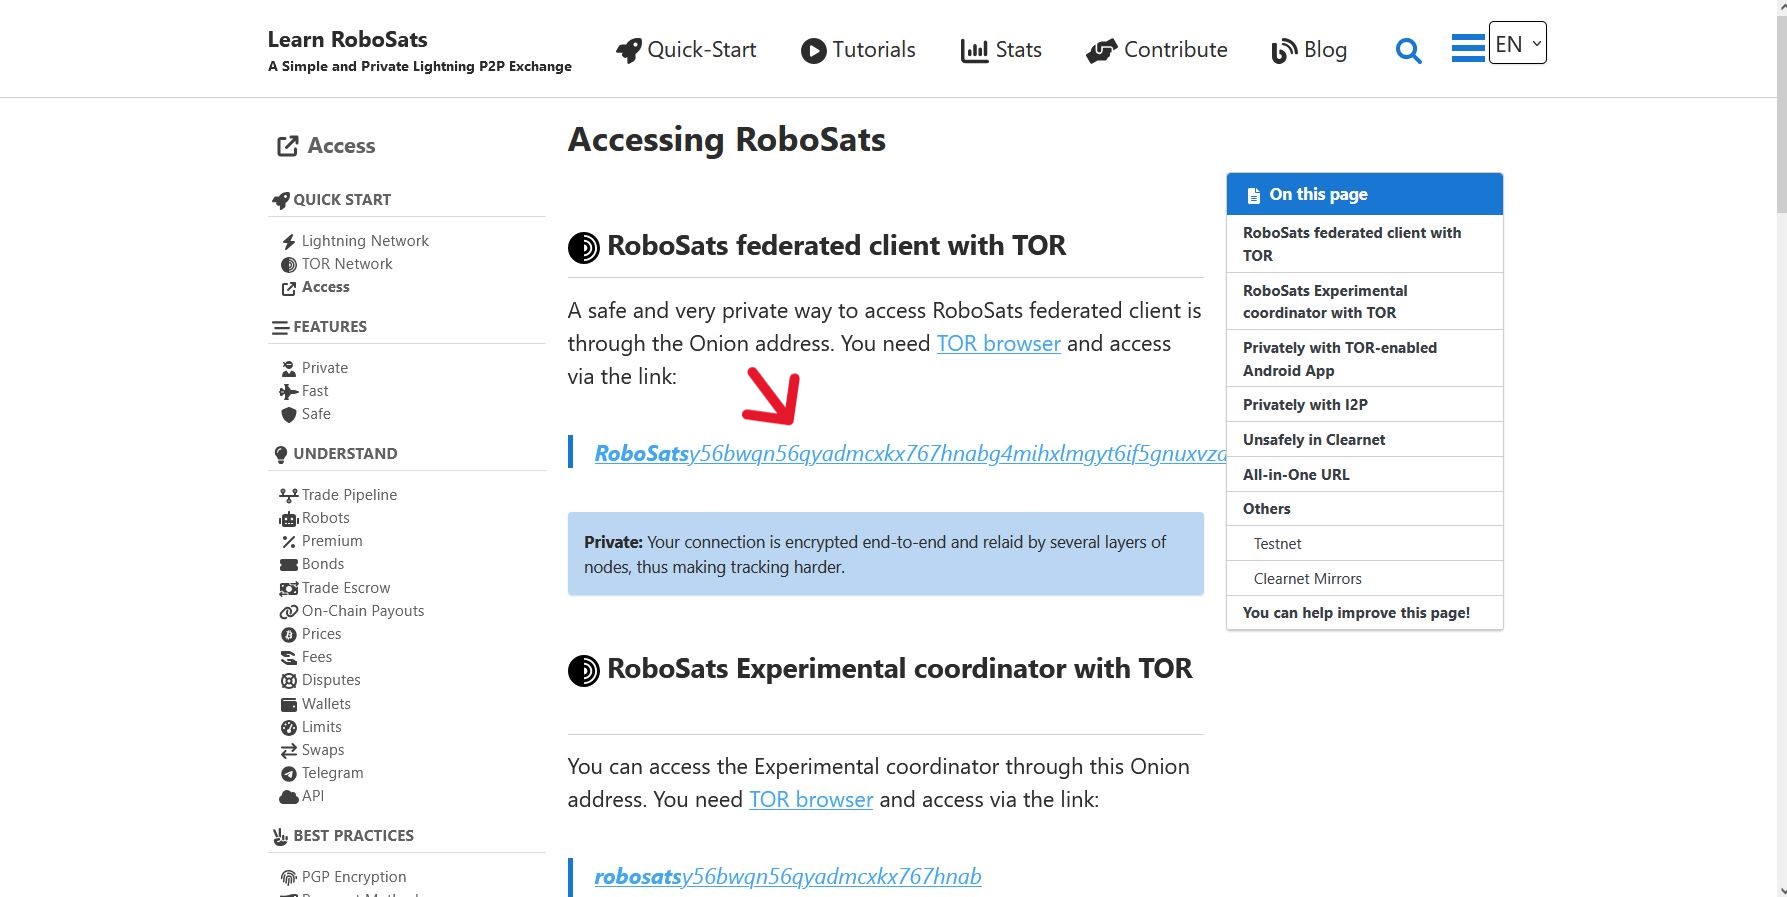 Learn RoboSats
A Simple and Private Lightning P2P Exchange
Quick-Start
Tutorials
Stats
Contribute
Blog
EN
Access
QUICK START
Lightning Network
TOR Network
Access
FEATURES
Private
Fast
Safe
UNDERSTAND
Trade Pipeline
Robots
Premium
Bonds
Trade Escrow
On-Chain Payouts
Prices
Fees
Disputes
Wallets
Limits
Swaps
Telegram
API
BEST PRACTICES
PGP Encryption
Accessing RoboSats
RoboSats federated client with TOR
A safe and very private way to access RoboSats federated client is
through the Onion address. You need TOR browser and access
via the link:
RoboSatsy56bwqn56qyadmcxkx767hnabg4mihxlmgyt6if5gnuxvzad
Private: Your connection is encrypted end-to-end and relaid by several layers of
nodes, thus making tracking harder.
RoboSats Experimental coordinator with TOR
You can access the Experimental coordinator through this Onion
address. You need TOR browser and access via the link:
robosatsy56bwqn56qyadmcxkx767hnab
On this page
RoboSats federated client with
TOR
RoboSats Experimental
coordinator with TOR
Privately with TOR-enabled
Android App
Privately with I2P
Unsafely in Clearnet
All-in-One URL
Others
Testnet
Clearnet Mirrors
You can help improve this page!